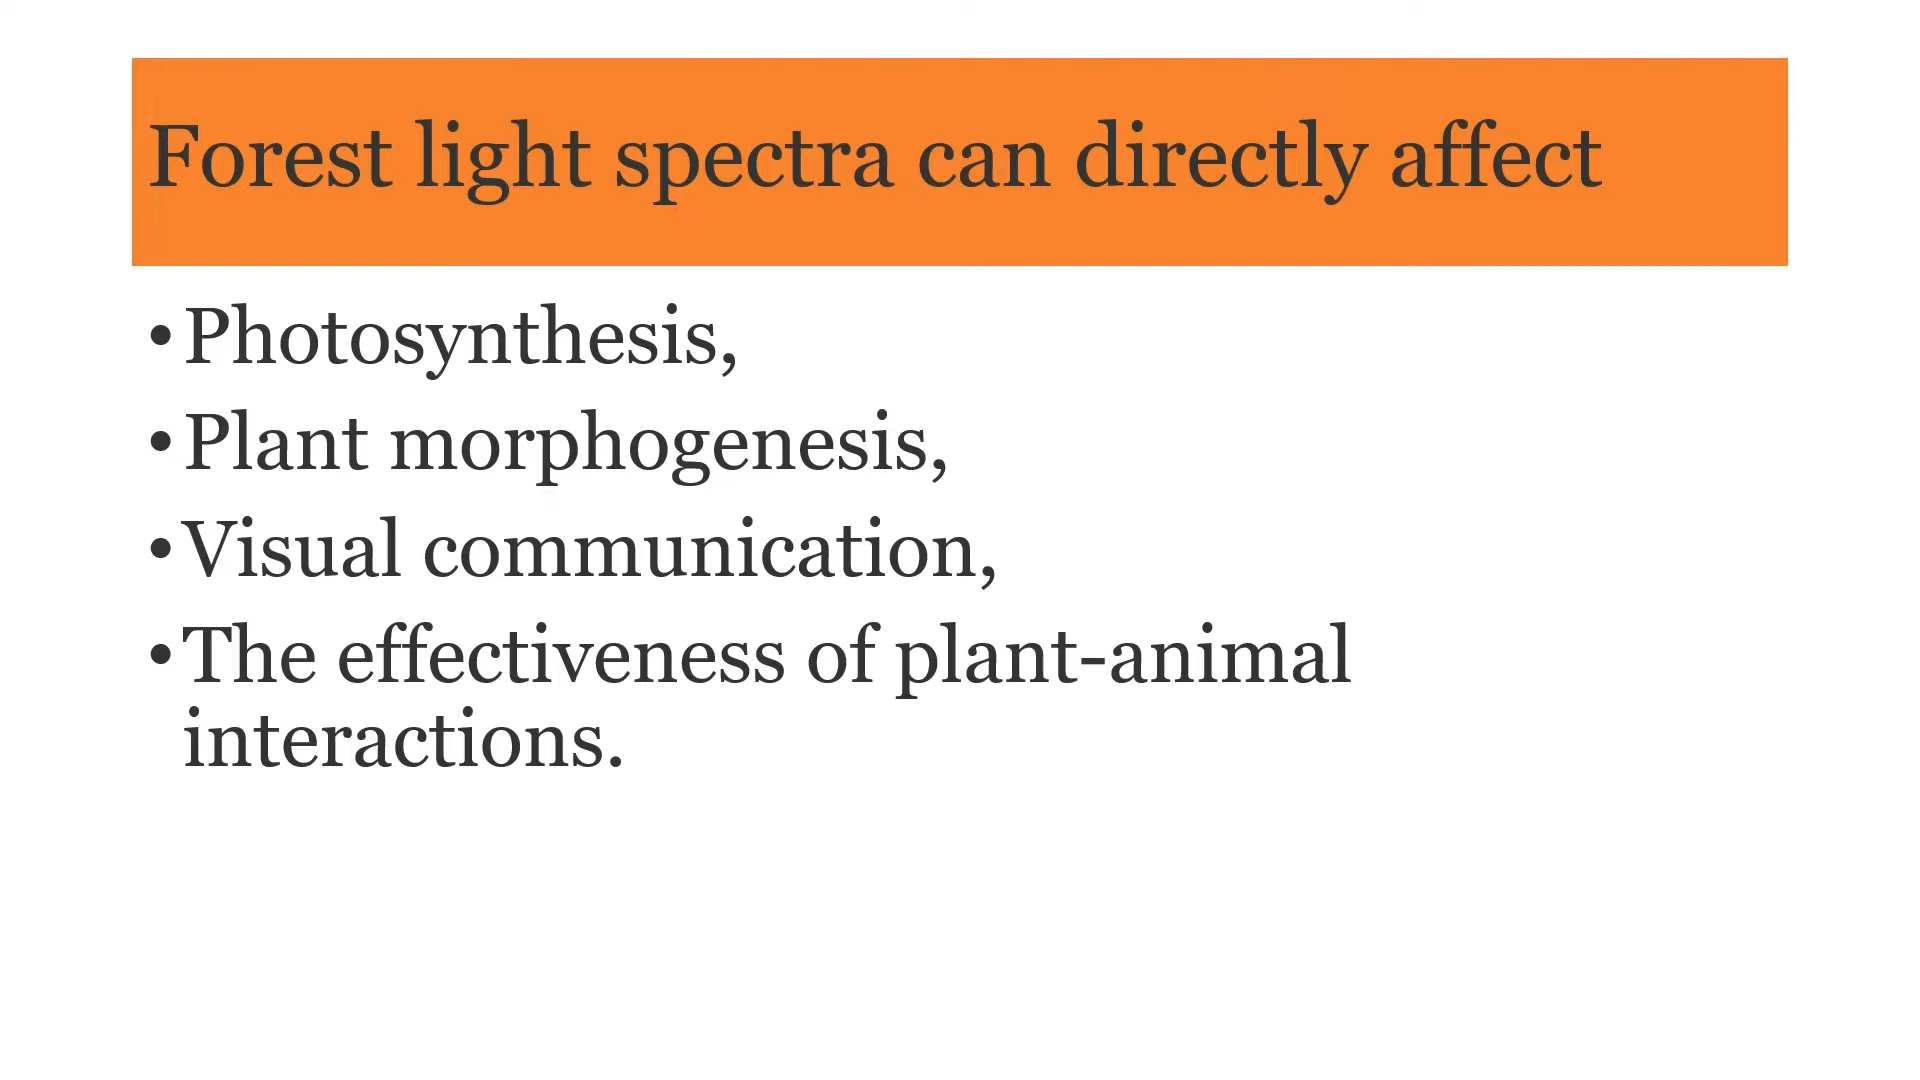 Forest light spectra can directly affect
•Photosynthesis,
•Plant morphogenesis,
•Visual communication,
•The effectiveness of plant-animal
interactions.